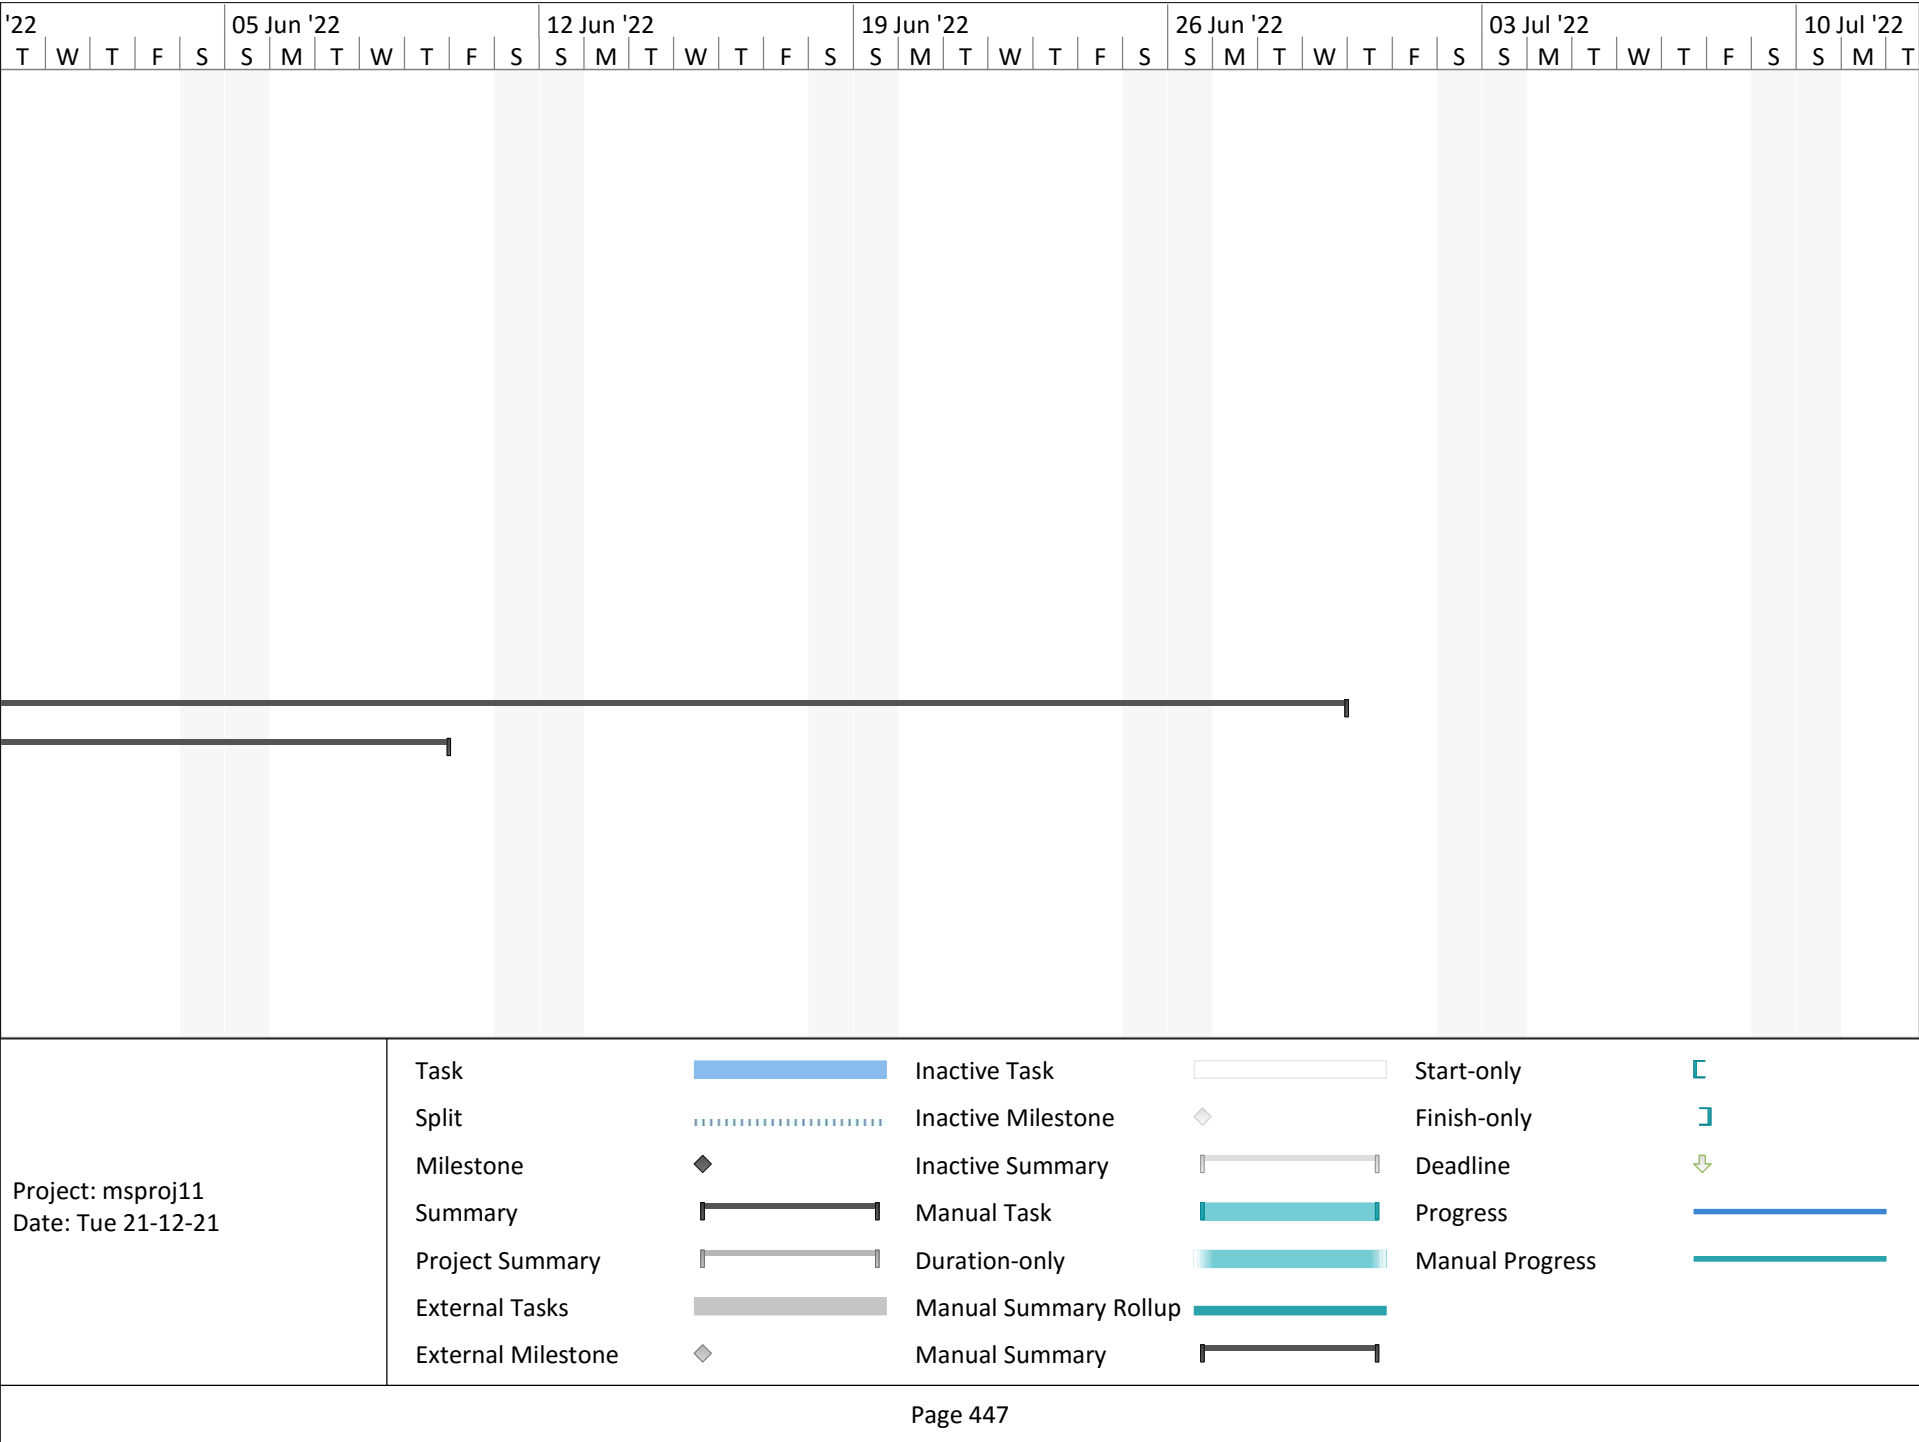 '22 05 Jun '22 12 Jun '22 19 Jun '22 26 Jun '22 03 Jul '22 10 Jul '22
T W T F S S M T W T F S S M T W T F S S M T W T F S S M T W T F S S M T W T F S S M T
Task Inactive Task Start-only
Split Inactive Milestone Finish-only
Milestone Inactive Summary Deadline
Project: msproj11
Date: Tue 21-12-21
Summary Manual Task Progress
Project Summary Duration-only Manual Progress
External Tasks Manual Summary Rollup
External Milestone Manual Summary
Page 447